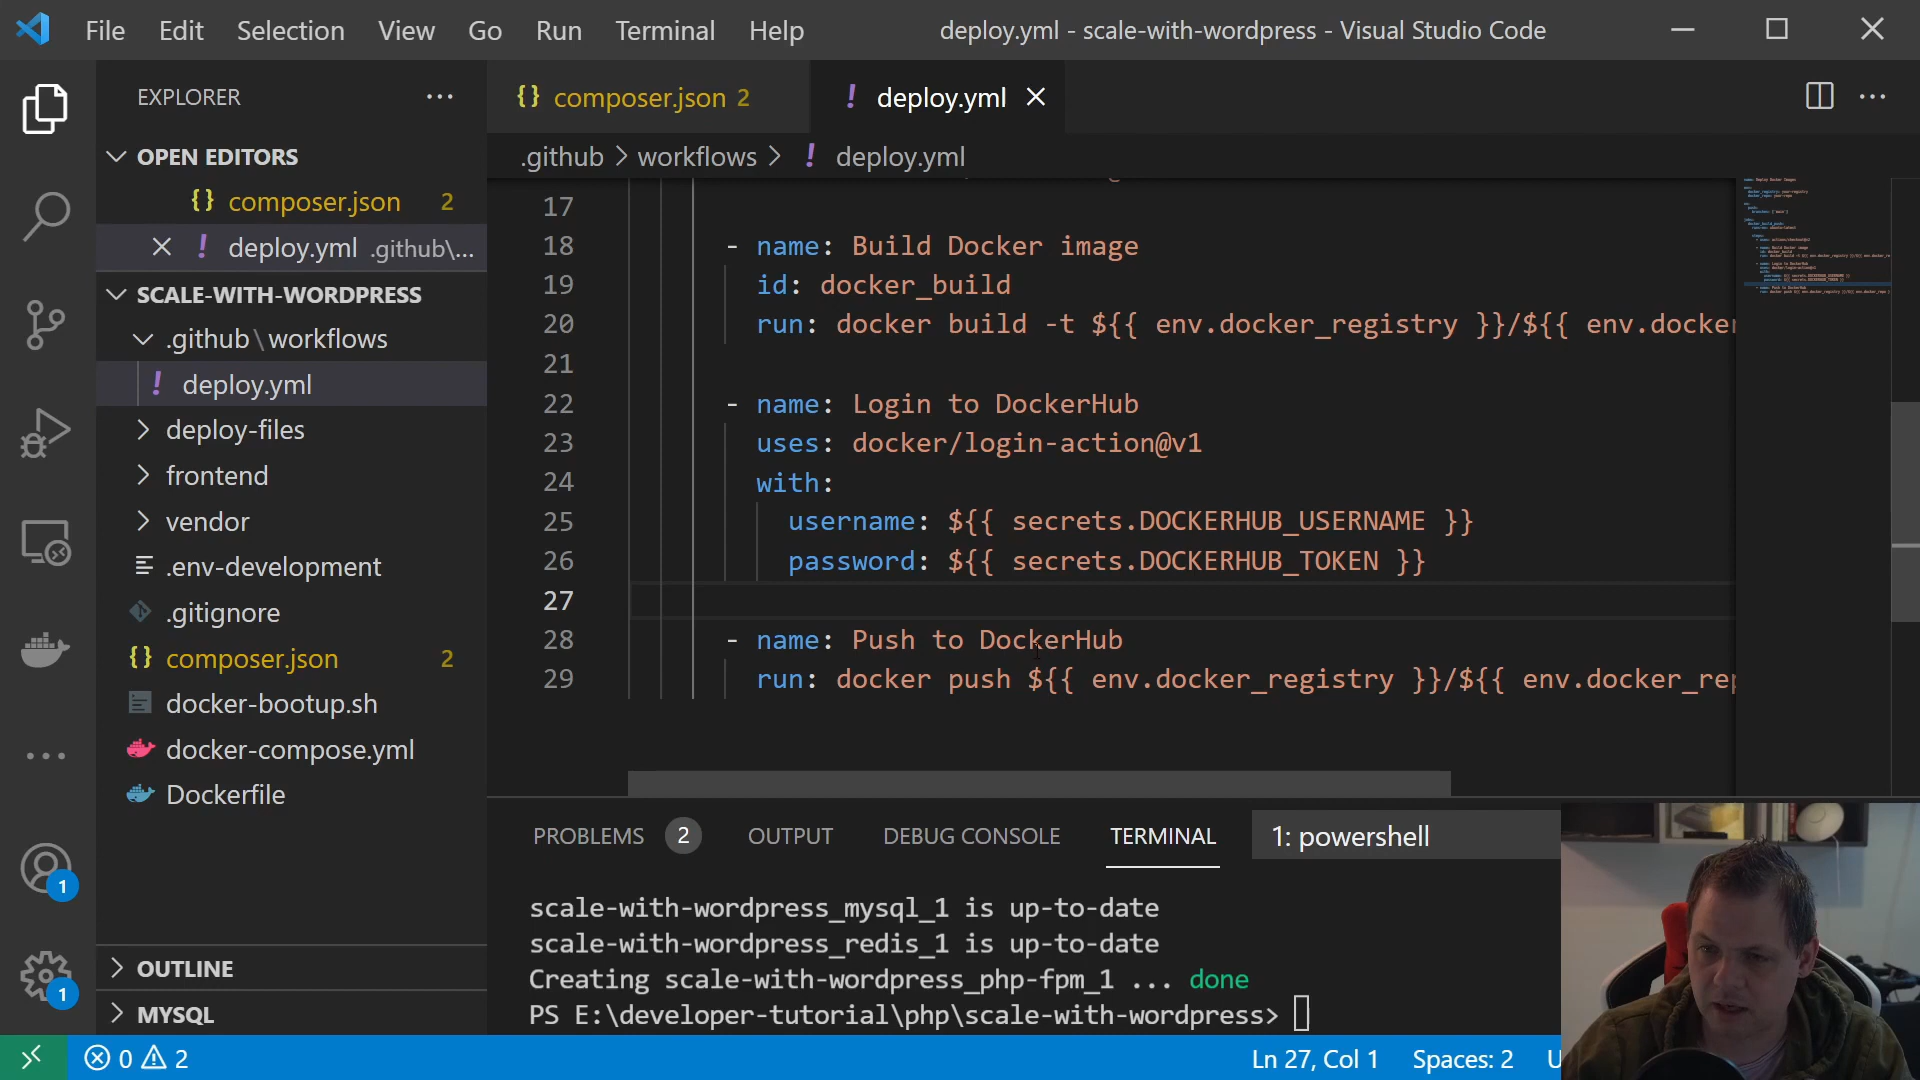 File Edit Selection View Go Run Terminal Help
deploy.yml - scale-with-wordpress - Visual Studio Code
EXPLORER
OPEN EDITORS
{} composer.json 2
! deploy.yml .github\...
SCALE-WITH-WORDPRESS
.github\workflows
! deploy.yml
deploy-files
frontend
vendor
.env-development
.gitignore
{} composer.json 2
docker-bootup.sh
docker-compose.yml
Dockerfile
OUTLINE
MYSQL
1
1
{} composer.json 2
! deploy.yml
.github > workflows > ! deploy.yml
17
18 - name: Build Docker image
19 id: docker_build
20 run: docker build -t ${{ env.docker_registry }}/${{ env.docker
21
22 - name: Login to DockerHub
23 uses: docker/login-action@v1
24 with:
25 username: ${{ secrets.DOCKERHUB_USERNAME }}
26 password: ${{ secrets.DOCKERHUB_TOKEN }}
27
28 - name: Push to DockerHub
29 run: docker push ${{ env.docker_registry }}/${{ env.docker_rep
PROBLEMS 2 OUTPUT DEBUG CONSOLE TERMINAL 1: powershell
scale-with-wordpress_mysql_1 is up-to-date
scale-with-wordpress_redis_1 is up-to-date
Creating scale-with-wordpress_php-fpm_1 ... done
PS E:\developer-tutorial\php\scale-with-wordpress>
0 2
Ln 27, Col 1 Spaces: 2